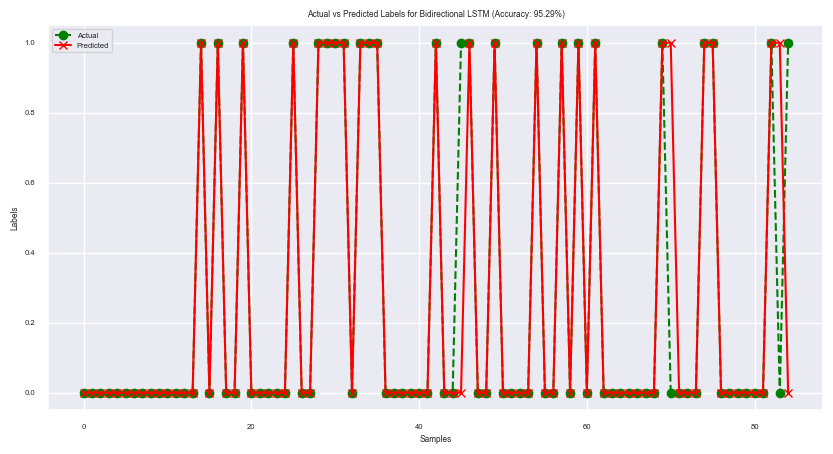 Actual vs Predicted Labels for Bidirectional LSTM (Accuracy: 95.29%)
Actual
Predicted
1.0
0.8
0.6
0.4
0.2
0.0
Labels
0
20
40
60
80
Samples